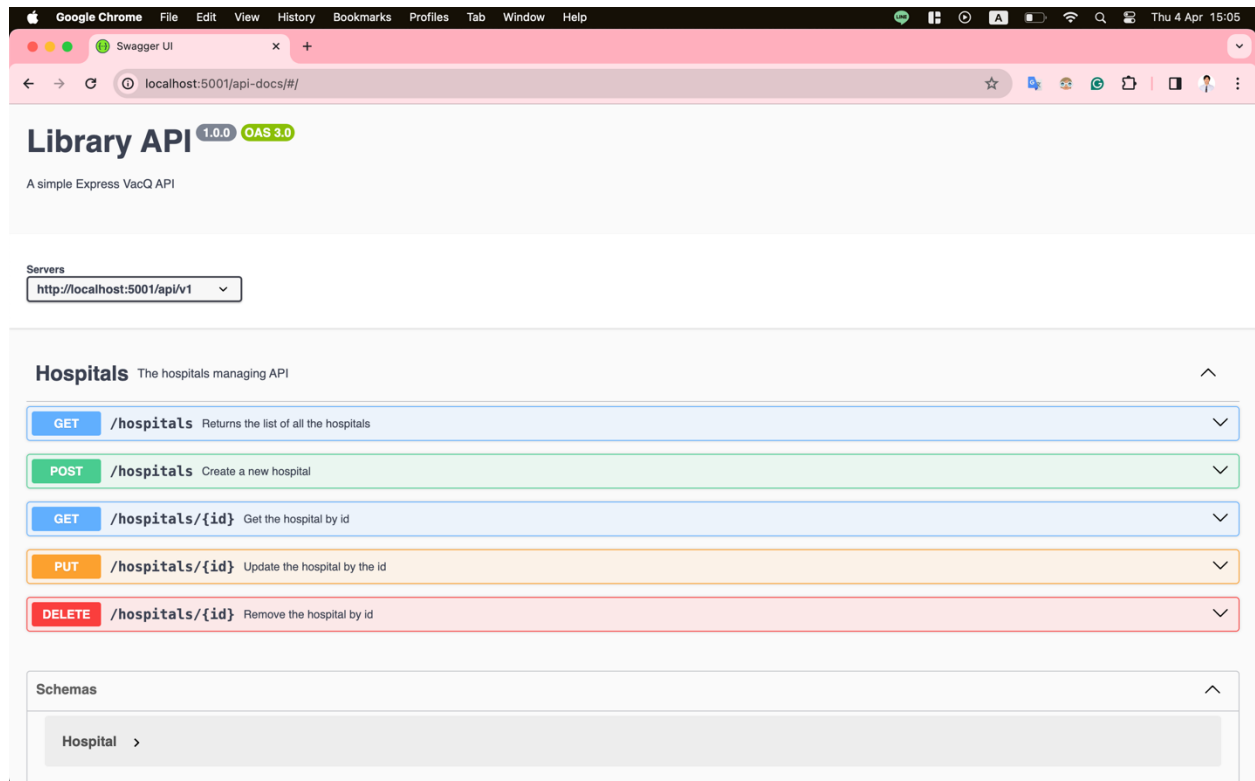 Google Chrome File Edit View History Bookmarks Profiles Tab Window Help LINE A Thu 4 Apr 15:05
Swagger UI
localhost:5001/api-docs/#/
Library API 1.0.0 OAS 3.0
A simple Express VacQ API
Servers
http://localhost:5001/api/v1
Hospitals The hospitals managing API
GET /hospitals Returns the list of all the hospitals
POST /hospitals Create a new hospital
GET /hospitals/{id} Get the hospital by id
PUT /hospitals/{id} Update the hospital by the id
DELETE /hospitals/{id} Remove the hospital by id
Schemas
Hospital